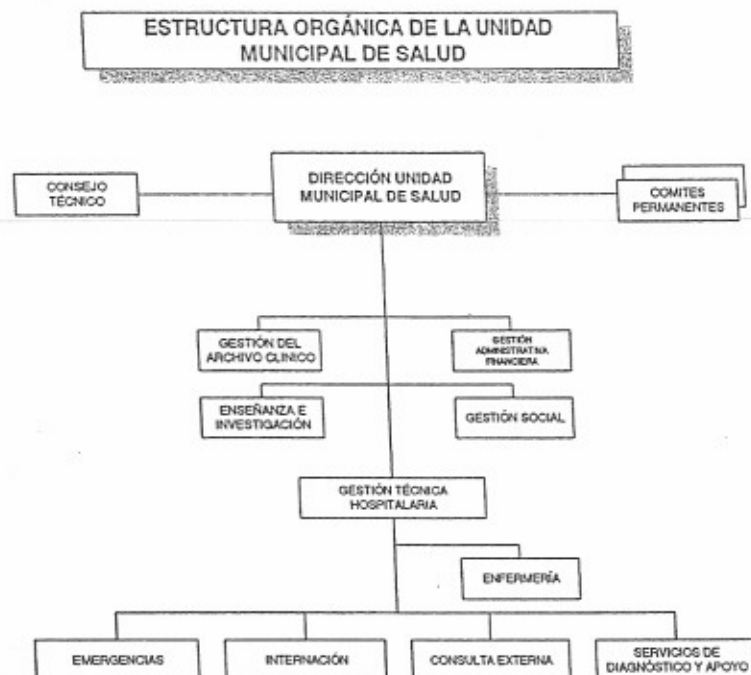 ESTRUCTURA ORGÁNICA DE LA UNIDAD
MUNICIPAL DE SALUD
CONSEJO
TÉCNICO
DIRECCIÓN UNIDAD
MUNICIPAL DE SALUD
COMITES
PERMANENTES
GESTIÓN DEL
ARCHIVO CLINICO
GESTIÓN
ADMINISTRATIVA
FINANCIERA
ENSEÑANZA E
INVESTIGACIÓN
GESTIÓN SOCIAL
GESTIÓN TÉCNICA
HOSPITALARIA
ENFERMERÍA
EMERGENCIAS
INTERNACIÓN
CONSULTA EXTERNA
SERVICIOS DE
DIAGNÓSTICO Y APOYO